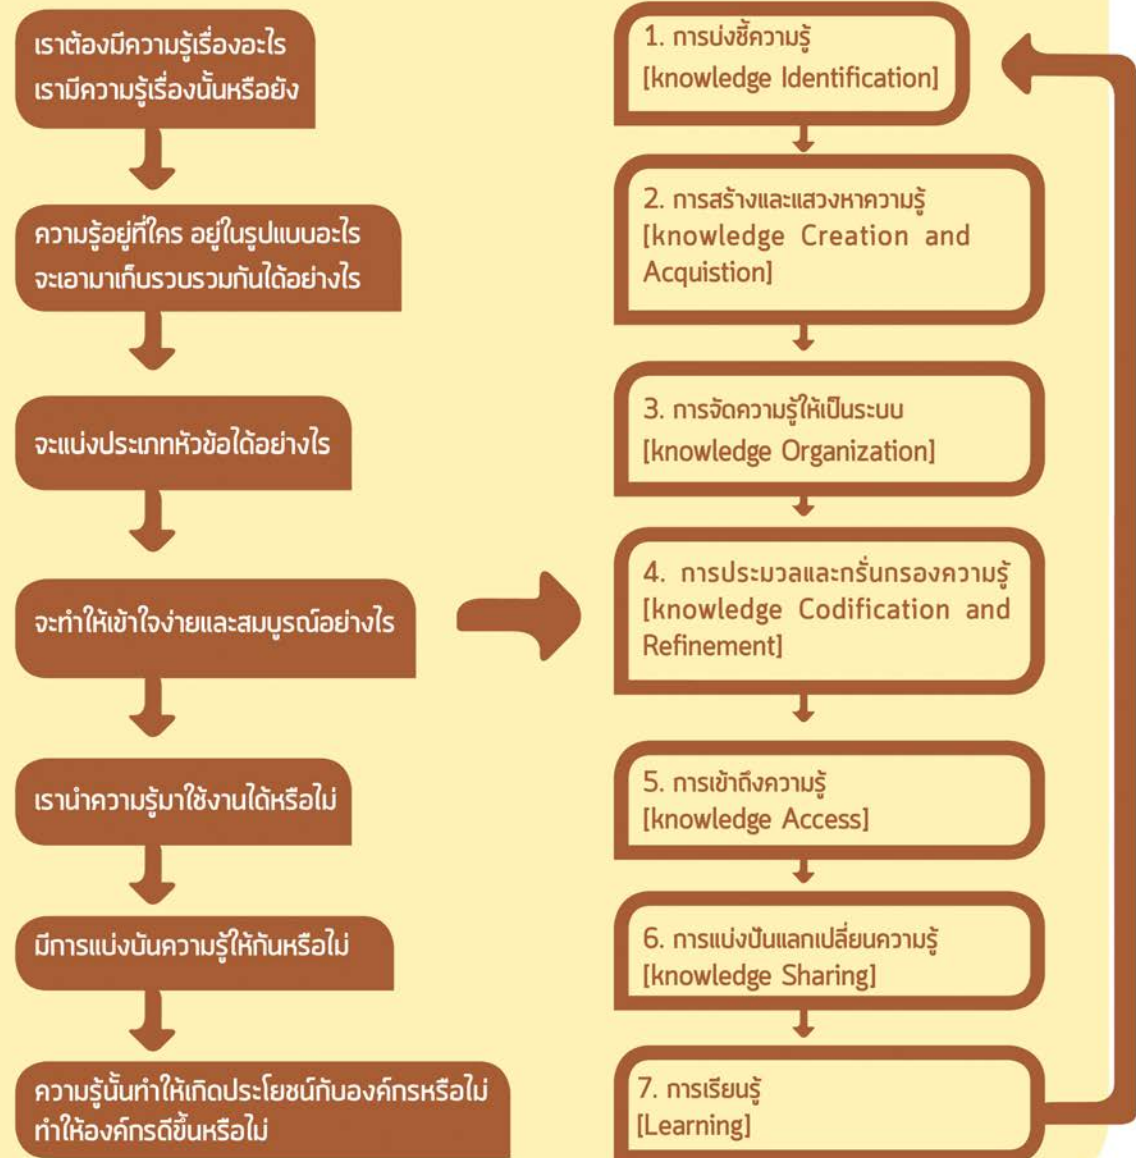 เราต้องมีความรู้เรื่องอะไร
เรามีความรู้เรื่องนั้นหรือยัง
ความรู้อยู่ที่ใคร อยู่ในรูปแบบอะไร
จะเอามาเก็บรวบรวมกันได้อย่างไร
จะแบ่งประเภทหัวข้อได้อย่างไร
จะทำให้เข้าใจง่ายและสมบูรณ์อย่างไร
เรานำความรู้มาใช้งานได้หรือไม่
มีการแบ่งบันความรู้ให้กันหรือไม่
ความรู้นั้นทำให้เกิดประโยชน์กับองค์กรหรือไม่
ทำให้องค์กรดีขึ้นหรือไม่
1. การบ่งชี้ความรู้
[knowledge Identification]
2. การสร้างและแสวงหาความรู้
[knowledge Creation and
Acquistion]
3. การจัดความรู้ให้เป็นระบบ
[knowledge Organization]
4. การประมวลและกรั่นกรองความรู้
[knowledge Codification and
Refinement]
5. การเข้าถึงความรู้
[knowledge Access]
6. การแบ่งปันแลกเปลี่ยนความรู้
[knowledge Sharing]
7. การเรียนรู้
[Learning]